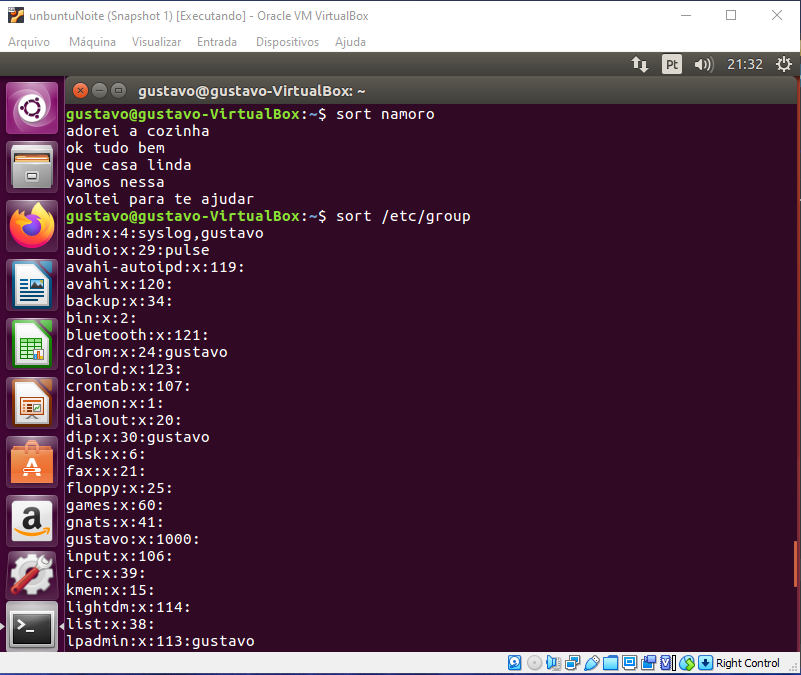 unbuntuNoite (Snapshot 1) [Executando] - Oracle VM VirtualBox
Arquivo Máquina Visualizar Entrada Dispositivos Ajuda
Pt 21:32
gustavo@gustavo-VirtualBox: ~
gustavo@gustavo-VirtualBox:~$ sort namoro
adorei a cozinha
ok tudo bem
que casa linda
vamos nessa
voltei para te ajudar
gustavo@gustavo-VirtualBox:~$ sort /etc/group
adm:x:4:syslog,gustavo
audio:x:29:pulse
avahi-autoipd:x:119:
avahi:x:120:
backup:x:34:
bin:x:2:
bluetooth:x:121:
cdrom:x:24:gustavo
colord:x:123:
crontab:x:107:
daemon:x:1:
dialout:x:20:
dip:x:30:gustavo
disk:x:6:
fax:x:21:
floppy:x:25:
games:x:60:
gnats:x:41:
gustavo:x:1000:
input:x:106:
irc:x:39:
kmem:x:15:
lightdm:x:114:
list:x:38:
lpadmin:x:113:gustavo
Right Control